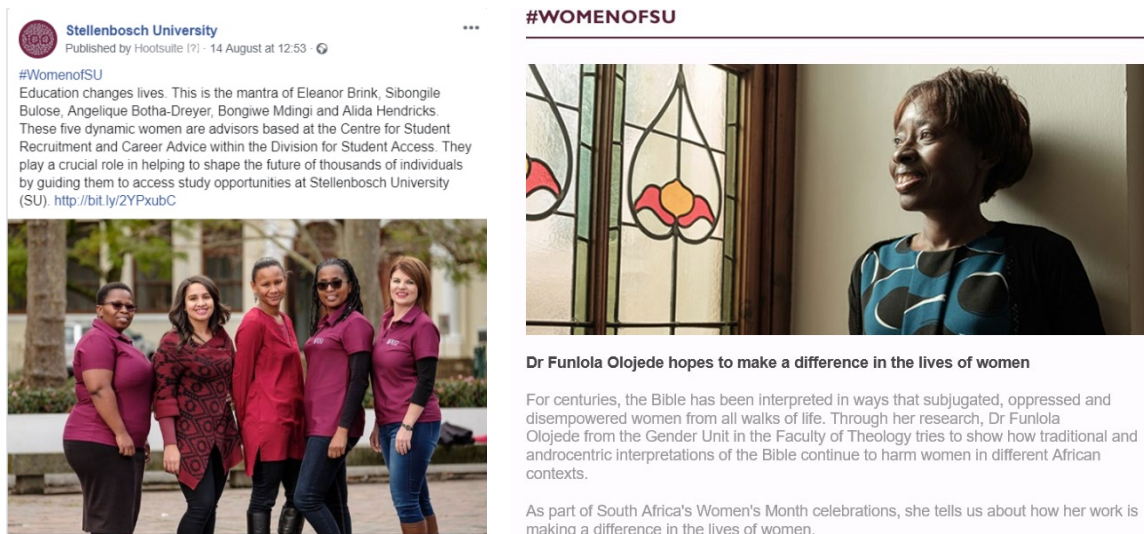 Stellenbosch University
Published by Hootsuite [?] · 14 August at 12:53 ·
#WomenofSU
Education changes lives. This is the mantra of Eleanor Brink, Sibongile
Bulose, Angelique Botha-Dreyer, Bongiwe Mdingi and Alida Hendricks.
These five dynamic women are advisors based at the Centre for Student
Recruitment and Career Advice within the Division for Student Access. They
play a crucial role in helping to shape the future of thousands of individuals
by guiding them to access study opportunities at Stellenbosch University
(SU). http://bit.ly/2YPxubC
#WOMENOFSU
Dr Funlola Olojede hopes to make a difference in the lives of women
For centuries, the Bible has been interpreted in ways that subjugated, oppressed and
disempowered women from all walks of life. Through her research, Dr Funlola
Olojede from the Gender Unit in the Faculty of Theology tries to show how traditional and
androcentric interpretations of the Bible continue to harm women in different African
contexts.
As part of South Africa's Women's Month celebrations, she tells us about how her work is
making a difference in the lives of women.